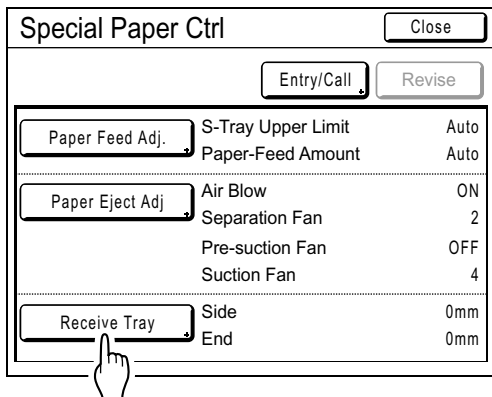 Special Paper Ctrl Close
Entry/Call Revise
Paper Feed Adj. S-Tray Upper Limit Auto
Paper-Feed Amount Auto
Paper Eject Adj Air Blow ON
Separation Fan 2
Pre-suction Fan OFF
Suction Fan 4
Receive Tray Side 0mm
End 0mm